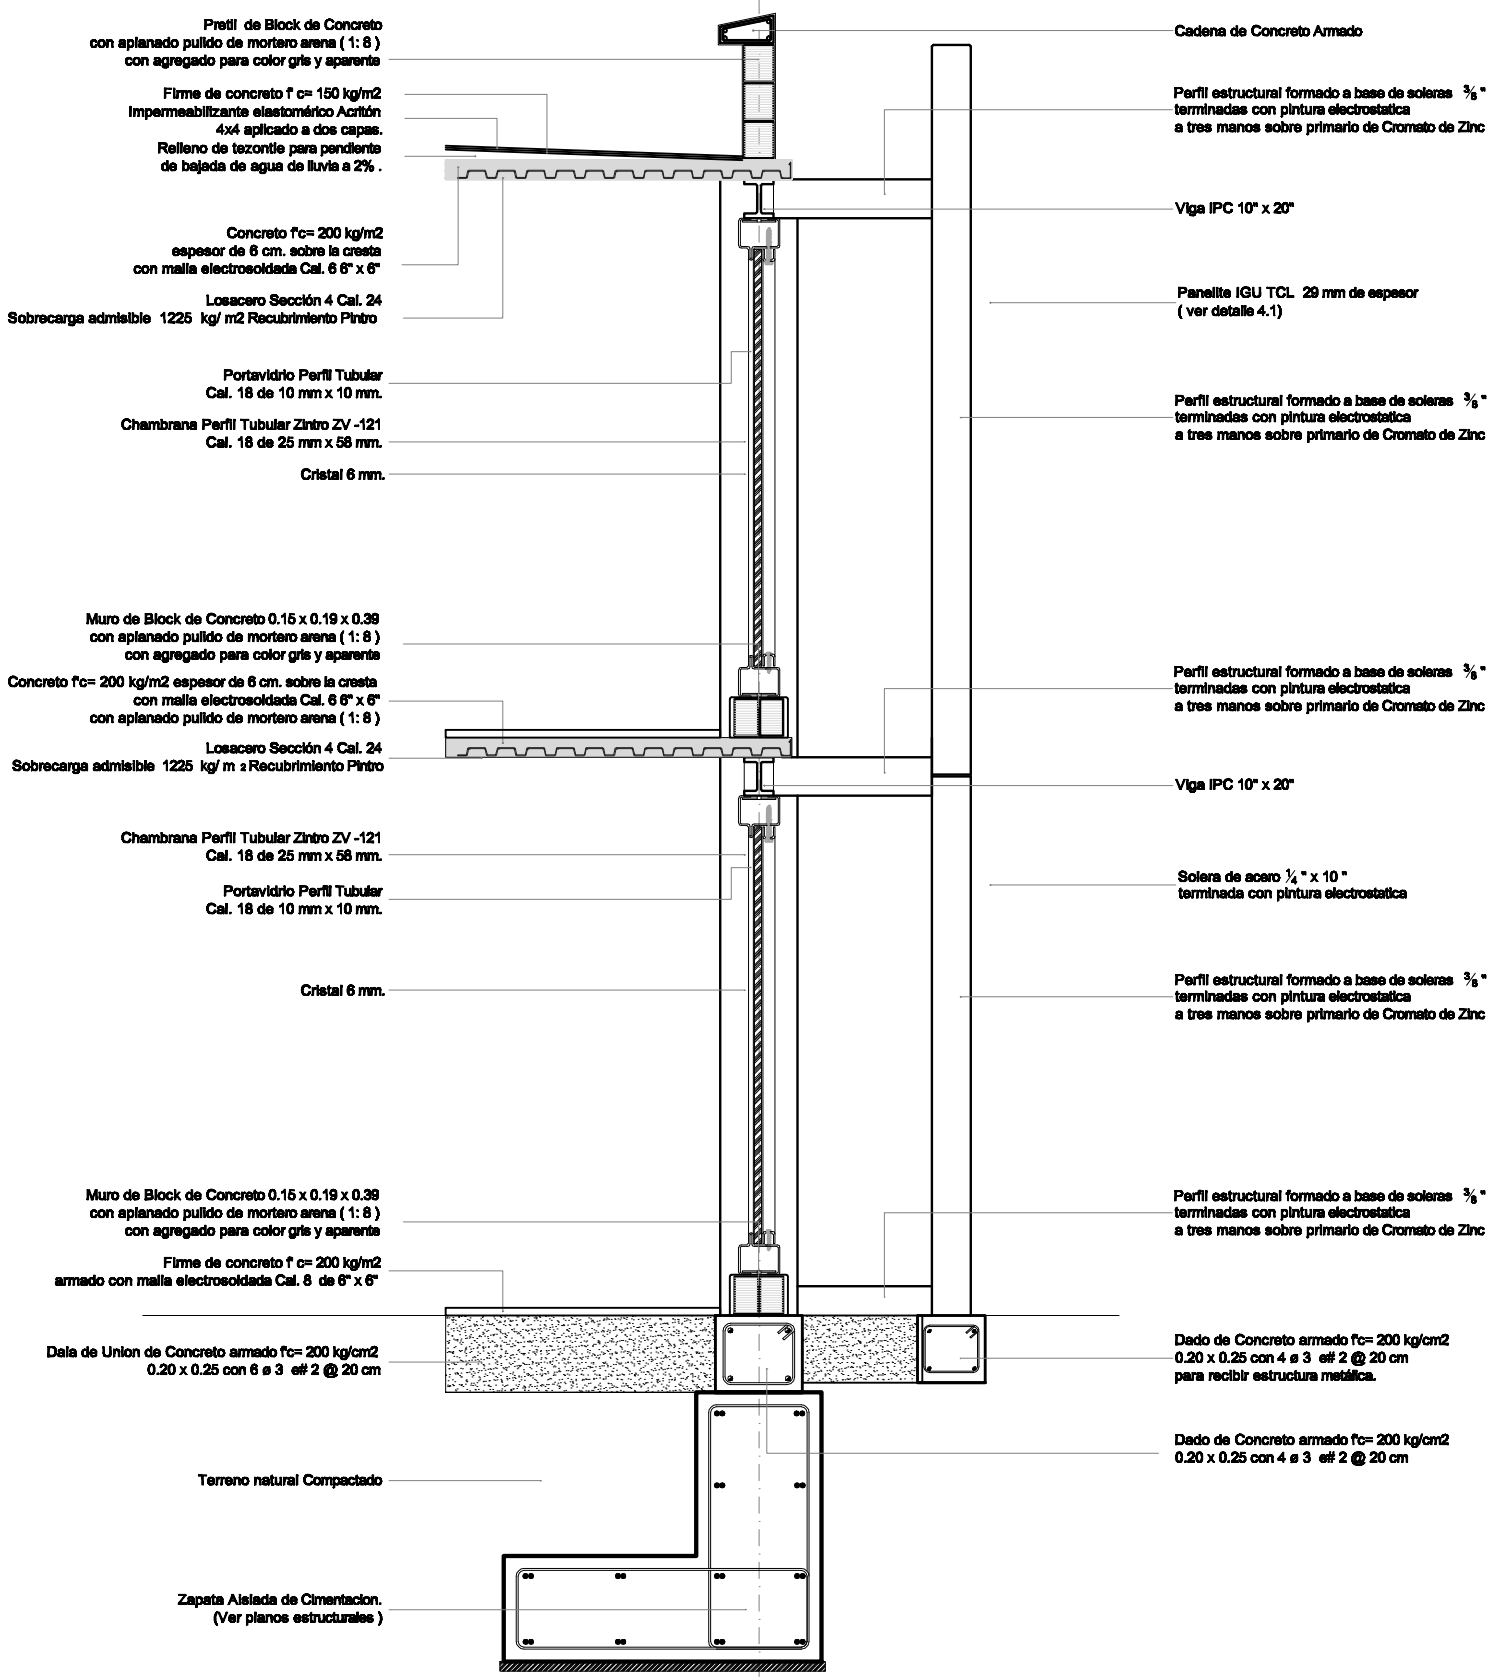 Pretil de Block de Concreto
con aplanado pulido de mortero arena ( 1: 8 )
con agregado para color gris y aparente
Firme de concreto f' c= 150 kg/m2
Impermeabilizante elastomérico Acritón
4x4 aplicado a dos capas.
Relleno de tezontle para pendiente
de bajada de agua de lluvia a 2% .
Concreto f'c= 200 kg/m2
espesor de 6 cm. sobre la cresta
con malla electrosoldada Cal. 6 6" x 6"
Losacero Sección 4 Cal. 24
Sobrecarga admisible 1225 kg/ m2 Recubrimiento Pintro
Portavidrio Perfil Tubular
Cal. 18 de 10 mm x 10 mm.
Chambrana Perfil Tubular Zintro ZV -121
Cal. 18 de 25 mm x 58 mm.
Cristal 6 mm.
Muro de Block de Concreto 0.15 x 0.19 x 0.39
con aplanado pulido de mortero arena ( 1: 8 )
con agregado para color gris y aparente
Concreto f'c= 200 kg/m2 espesor de 6 cm. sobre la cresta
con malla electrosoldada Cal. 6 6" x 6"
con aplanado pulido de mortero arena ( 1: 8 )
Losacero Sección 4 Cal. 24
Sobrecarga admisible 1225 kg/ m 2 Recubrimiento Pintro
Chambrana Perfil Tubular Zintro ZV -121
Cal. 18 de 25 mm x 58 mm.
Portavidrio Perfil Tubular
Cal. 18 de 10 mm x 10 mm.
Cristal 6 mm.
Muro de Block de Concreto 0.15 x 0.19 x 0.39
con aplanado pulido de mortero arena ( 1: 8 )
con agregado para color gris y aparente
Firme de concreto f' c= 200 kg/m2
armado con malla electrosoldada Cal. 8 de 6" x 6"
Dala de Union de Concreto armado f'c= 200 kg/cm2
0.20 x 0.25 con 6 ø 3 e# 2 @ 20 cm
Terreno natural Compactado
Zapata Aislada de Cimentacion.
(Ver planos estructurales )
Cadena de Concreto Armado
Perfil estructural formado a base de soleras 3/8 "
terminadas con pintura electrostatica
a tres manos sobre primario de Cromato de Zinc
Viga IPC 10" x 20"
Panelite IGU TCL 29 mm de espesor
( ver detalle 4.1)
Perfil estructural formado a base de soleras 3/8 "
terminadas con pintura electrostatica
a tres manos sobre primario de Cromato de Zinc
Perfil estructural formado a base de soleras 3/8 "
terminadas con pintura electrostatica
a tres manos sobre primario de Cromato de Zinc
Viga IPC 10" x 20"
Solera de acero 1/4 " x 10 "
terminada con pintura electrostatica
Perfil estructural formado a base de soleras 3/8 "
terminadas con pintura electrostatica
a tres manos sobre primario de Cromato de Zinc
Perfil estructural formado a base de soleras 3/8 "
terminadas con pintura electrostatica
a tres manos sobre primario de Cromato de Zinc
Dado de Concreto armado f'c= 200 kg/cm2
0.20 x 0.25 con 4 ø 3 e# 2 @ 20 cm
para recibir estructura metálica.
Dado de Concreto armado f'c= 200 kg/cm2
0.20 x 0.25 con 4 ø 3 e# 2 @ 20 cm